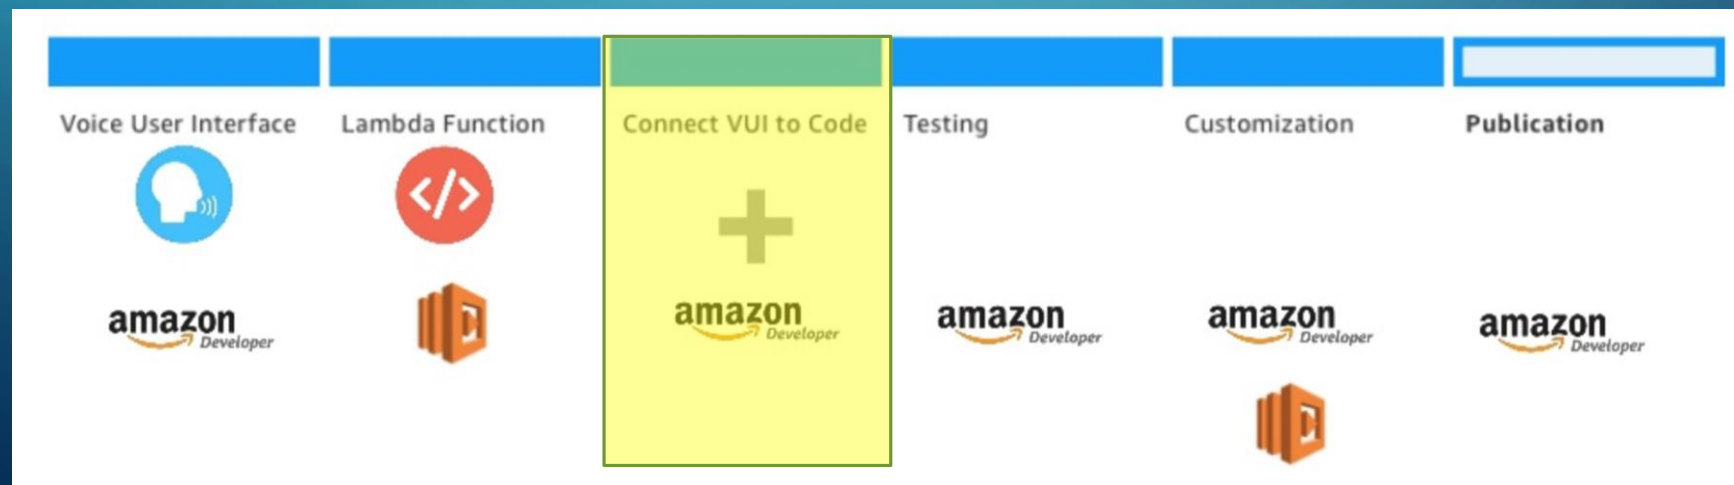 Voice User Interface
Lambda Function
Connect VUI to Code
Testing
Customization
Publication
</>
amazon
Developer
amazon
Developer
amazon
Developer
amazon
Developer
amazon
Developer